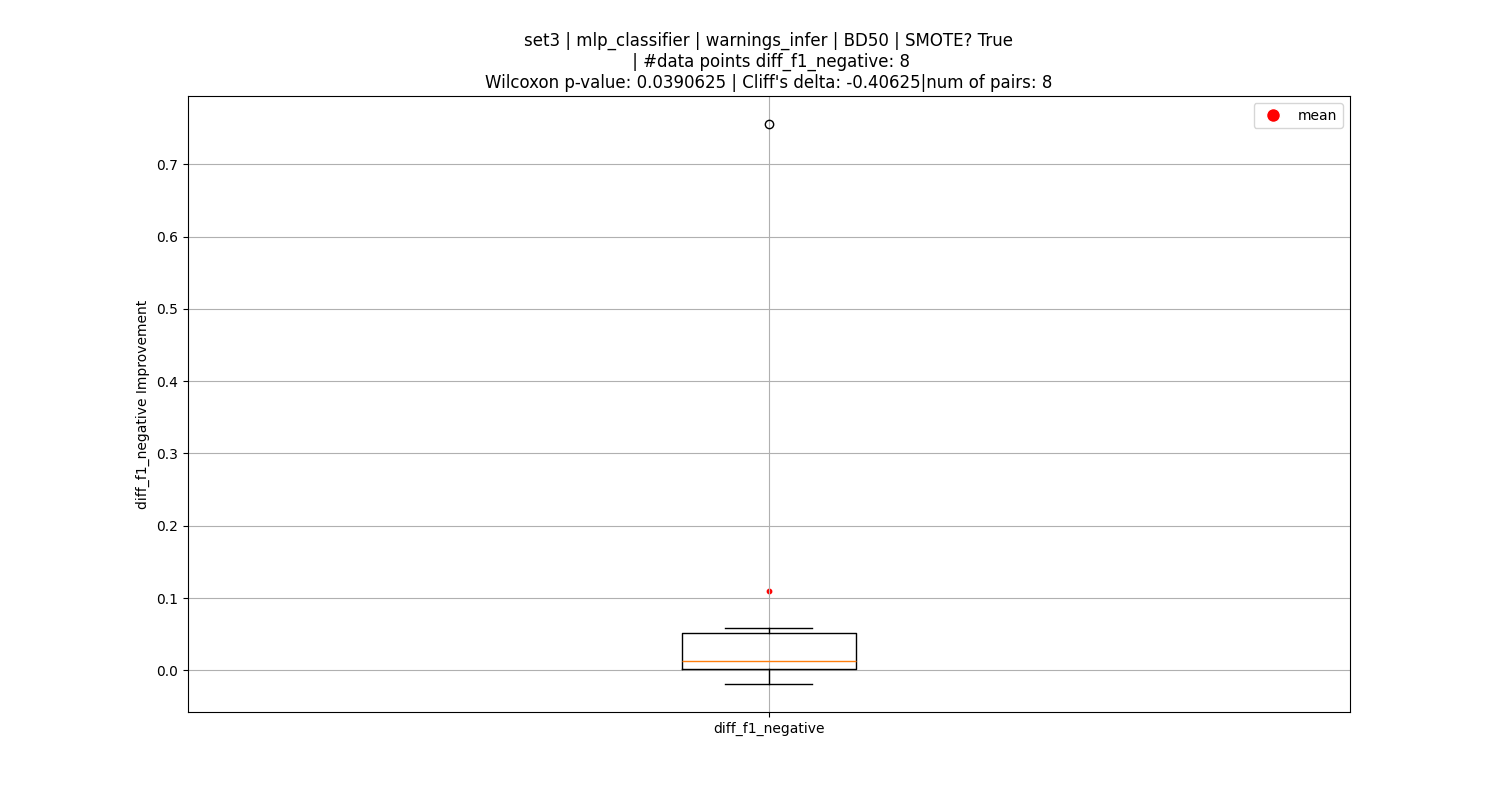 set3 | mlp_classifier | warnings_infer | BD50 | SMOTE? True
| #data points diff_f1_negative: 8
Wilcoxon p-value: 0.0390625 | Cliff's delta: -0.40625|num of pairs: 8
mean
0.7
0.6
0.5
0.4
0.3
0.2
0.1
0.0
diff_f1_negative Improvement
diff_f1_negative